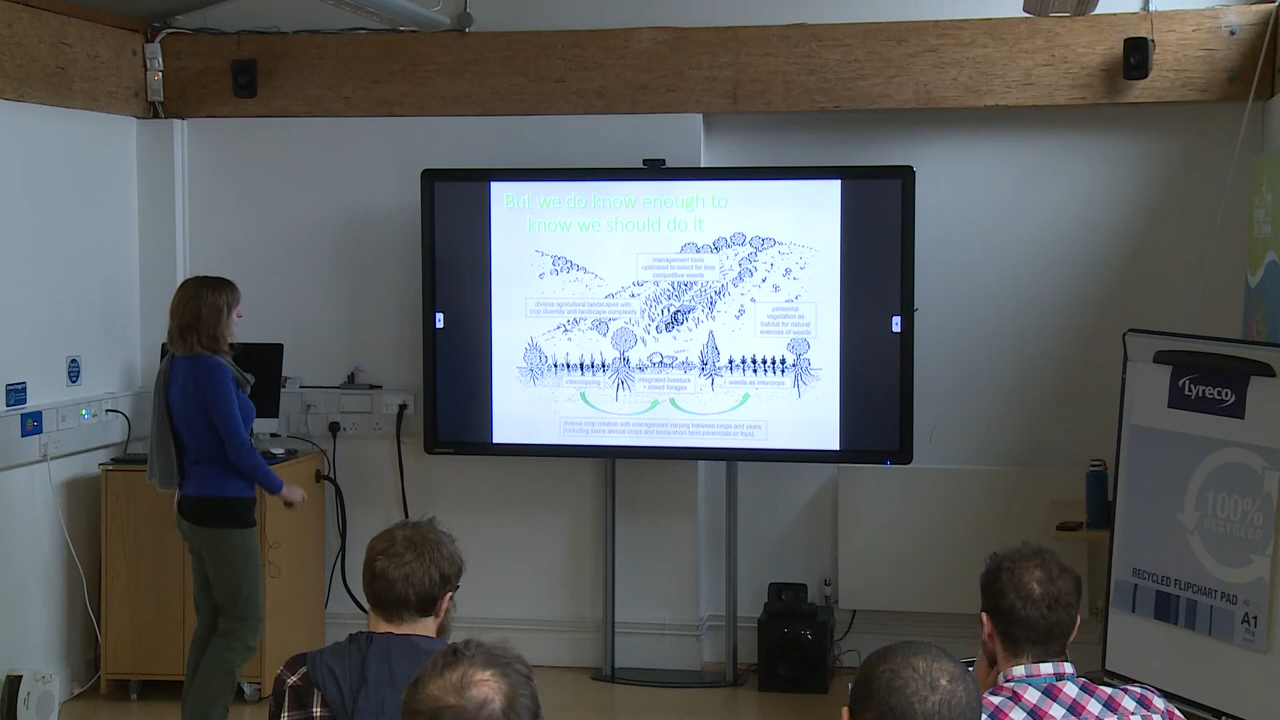 But we do know enough to
know we should do it
management tools
optimised to select for less
competitive weeds
diverse agricultural landscapes with
crop diversity and landscape complexity
perennial
vegetation as
habitat for natural
enemies of weeds
intercropping
integrated livestock
+ mixed forages
weeds as intercrops
diverse crop rotation with management varying between crops and years
(including some annual crops and some short-term perennials or leys)
Lyreco
100%
RECYCLED
RECYCLED FLIPCHART PAD
A1